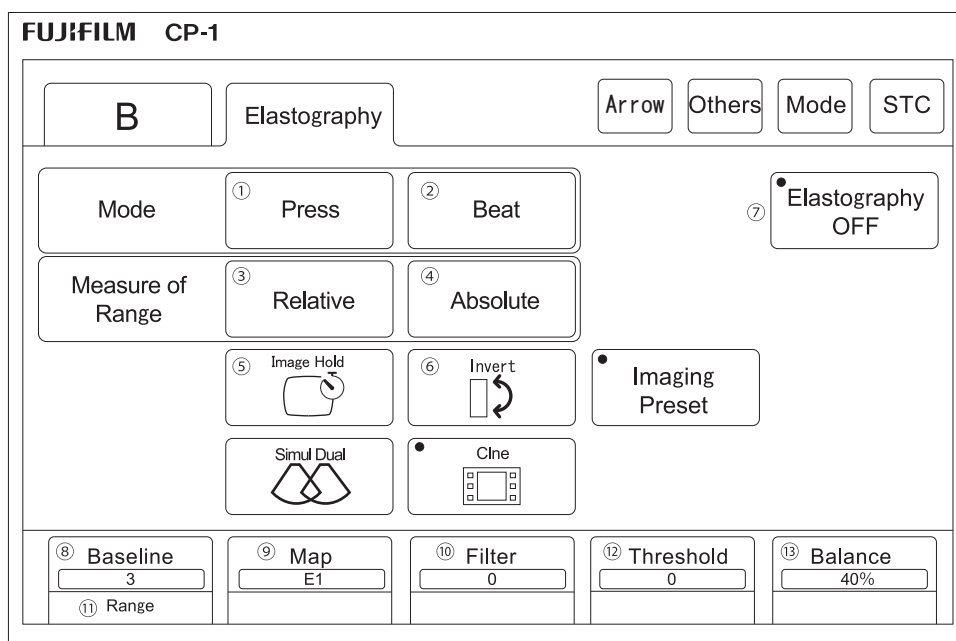 FUJIFILM CP-1
B
Elastography
Arrow
Others
Mode
STC
Mode
① Press
② Beat
⑦
Elastography
OFF
Measure of
Range
③ Relative
④ Absolute
⑤ Image Hold
⑥ Invert
Imaging
Preset
Simul Dual
CIne
⑧ Baseline
3
⑪ Range
⑨ Map
E1
⑩ Filter
0
⑫ Threshold
0
⑬ Balance
40%